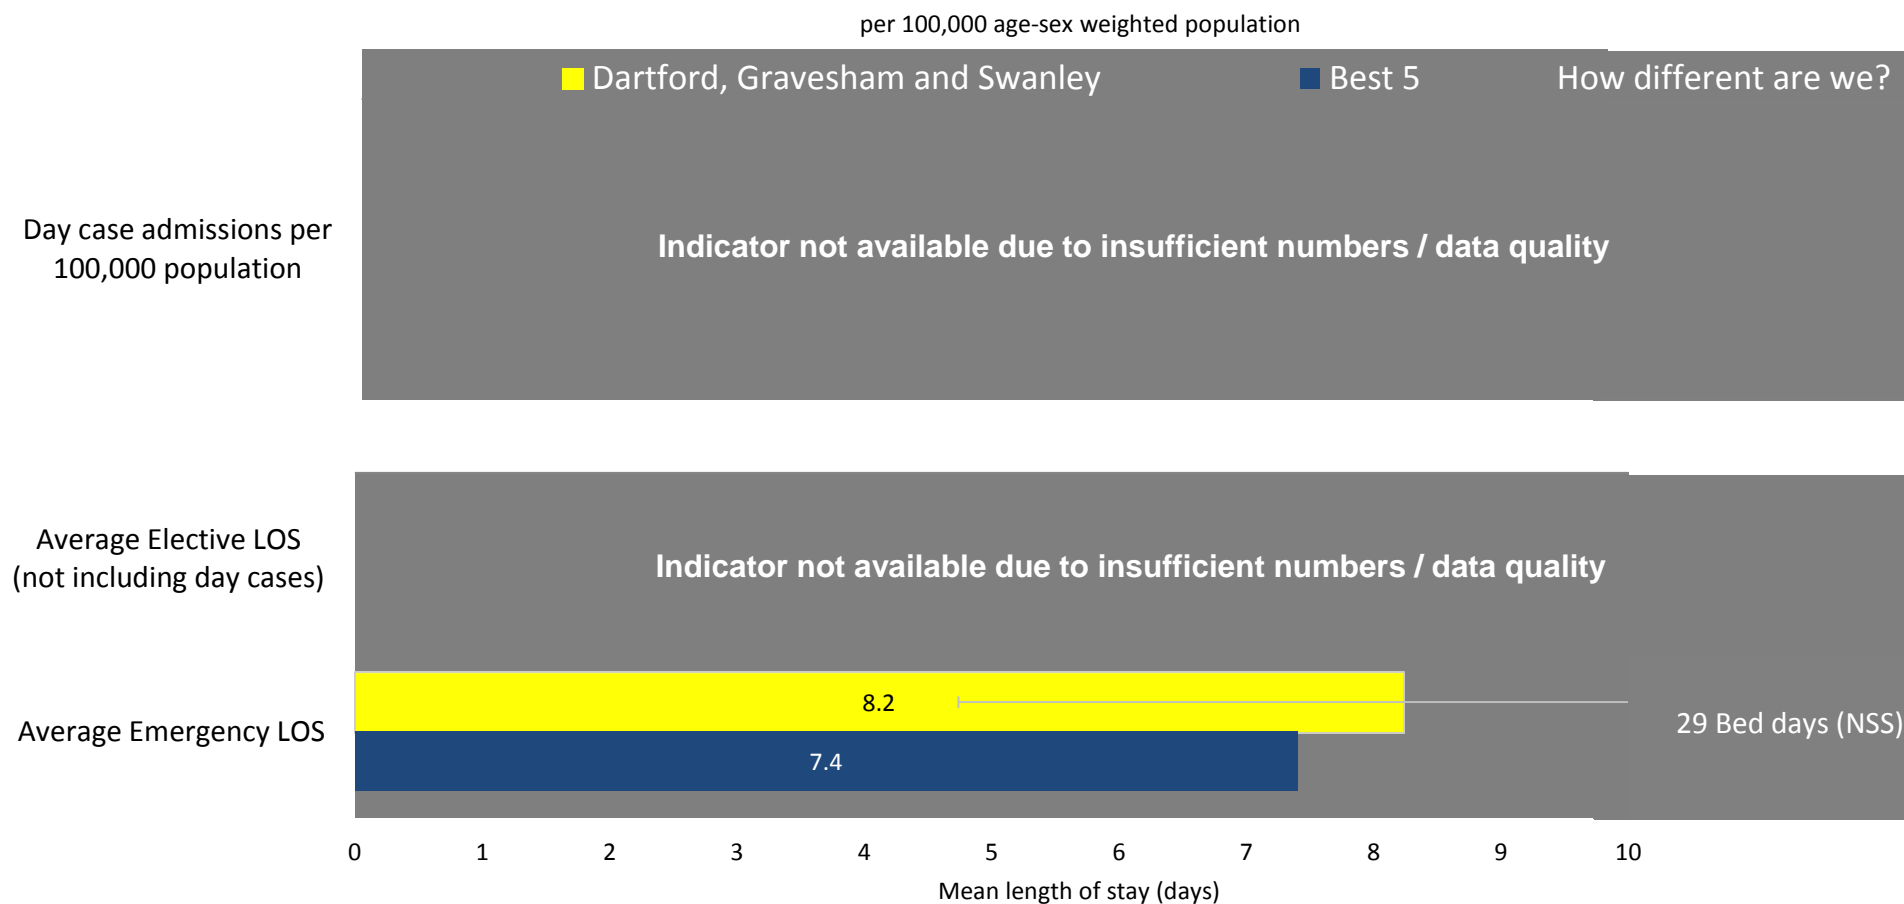 per 100,000 age-sex weighted population
Dartford, Gravesham and Swanley
Best 5
How different are we?
Day case admissions per
100,000 population
Indicator not available due to insufficient numbers / data quality
Average Elective LOS
(not including day cases)
Indicator not available due to insufficient numbers / data quality
Average Emergency LOS
8.2
7.4
29 Bed days (NSS)
0 1 2 3 4 5 6 7 8 9 10
Mean length of stay (days)